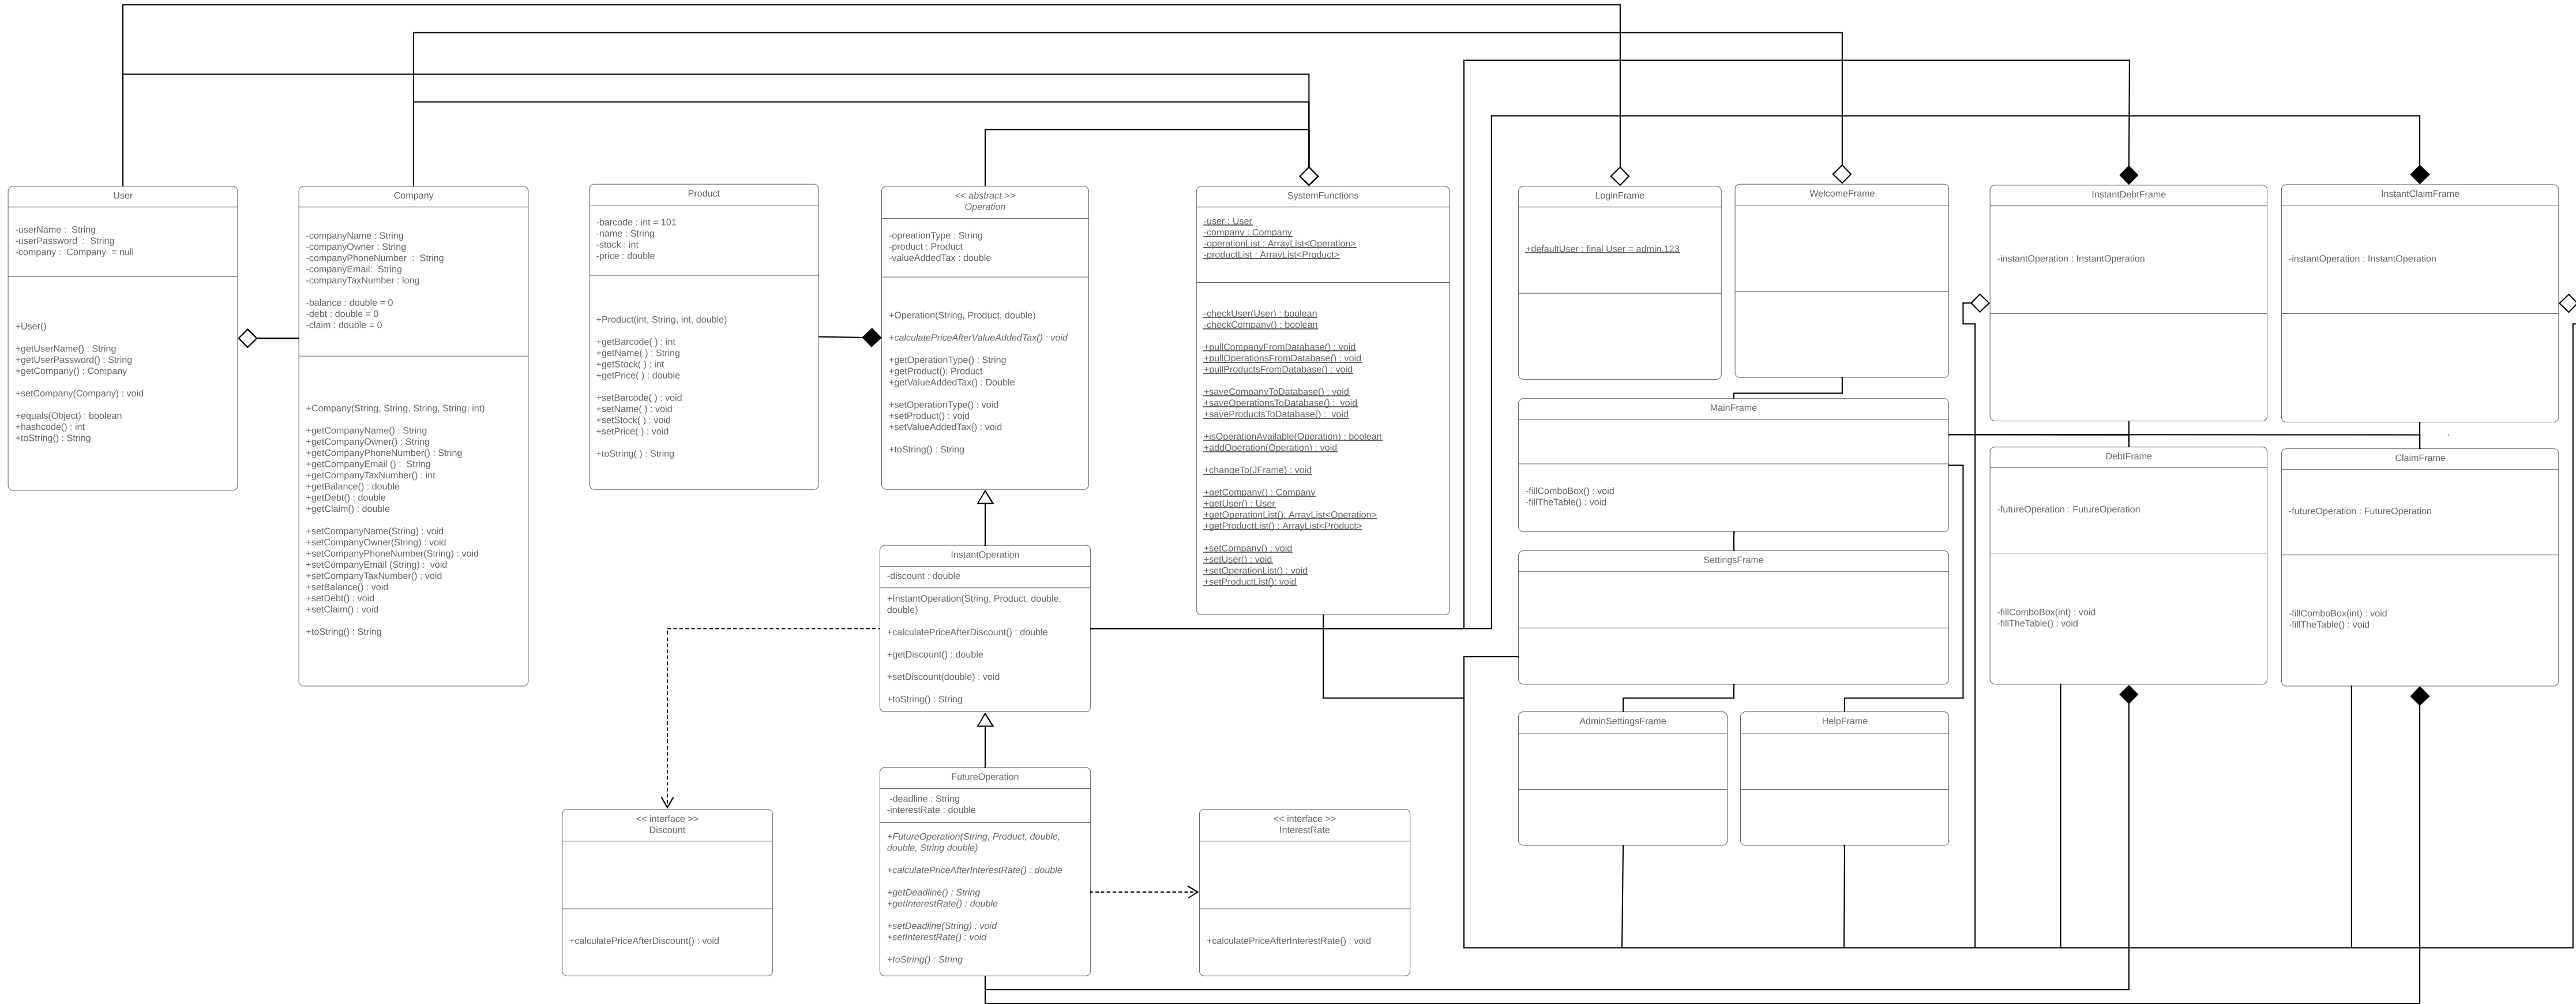 User
-userName :  String
-userPassword  :  String
-company :  Company  = null
+User()
+getUserName() : String
+getUserPassword() : String
+getCompany() : Company
+setCompany(Company) : void
+equals(Object) : boolean
+hashcode() : int
+toString() : String
Company
-companyName : String
-companyOwner : String
-companyPhoneNumber  :  String
-companyEmail:  String
-companyTaxNumber : long
-balance : double = 0
-debt : double = 0
-claim : double = 0
+Company(String, String, String, String, int)
+getCompanyName() : String
+getCompanyOwner() : String
+getCompanyPhoneNumber() : String
+getCompanyEmail () :  String
+getCompanyTaxNumber() : int
+getBalance() : double
+getDebt() : double
+getClaim() : double
+setCompanyName(String) : void
+setCompanyOwner(String) : void
+setCompanyPhoneNumber(String) : void
+setCompanyEmail (String) :  void
+setCompanyTaxNumber() : void
+setBalance() : void
+setDebt() : void
+setClaim() : void
+toString() : String
Product
-barcode : int = 101
-name : String
-stock : int
-price : double
+Product(int, String, int, double)
+getBarcode( ) : int
+getName( ) : String
+getStock( ) : int
+getPrice( ) : double
+setBarcode( ) : void
+setName( ) : void
+setStock( ) : void
+setPrice( ) : void
+toString( ) : String
<< abstract >>
Operation
-opreationType : String
-product : Product
-valueAddedTax : double
+Operation(String, Product, double)
+calculatePriceAfterValueAddedTax() : void
+getOperationType() : String
+getProduct(): Product
+getValueAddedTax() : Double
+setOperationType() : void
+setProduct() : void
+setValueAddedTax() : void
+toString() : String
SystemFunctions
-user : User
-company : Company
-operationList : ArrayList<Operation>
-productList : ArrayList<Product>
-checkUser(User) : boolean
-checkCompany() : boolean
+pullCompanyFromDatabase() : void
+pullOperationsFromDatabase() : void
+pullProductsFromDatabase() : void
+saveCompanyToDatabase() : void
+saveOperationsToDatabase() :  void
+saveProductsToDatabase() :  void
+isOperationAvailable(Operation) : boolean
+addOperation(Operation) : void
+changeTo(JFrame) : void
+getCompany() : Company
+getUser() : User
+getOperationList(): ArrayList<Operation>
+getProductList() : ArrayList<Product>
+setCompany() : void
+setUser() : void
+setOperationList() : void
+setProductList(): void
LoginFrame
+defaultUser : final User = admin.123
WelcomeFrame
MainFrame
-fillComboBox() : void
-fillTheTable() : void
SettingsFrame
AdminSettingsFrame
HelpFrame
InstantDebtFrame
-instantOperation : InstantOperation
InstantClaimFrame
-instantOperation : InstantOperation
DebtFrame
-futureOperation : FutureOperation
-fillComboBox(int) : void
-fillTheTable() : void
ClaimFrame
-futureOperation : FutureOperation
-fillComboBox(int) : void
-fillTheTable() : void
InstantOperation
-discount : double
+InstantOperation(String, Product, double,
double)
+calculatePriceAfterDiscount() : double
+getDiscount() : double
+setDiscount(double) : void
+toString() : String
FutureOperation
-deadline : String
-interestRate : double
+FutureOperation(String, Product, double,
double, String double)
+calculatePriceAfterInterestRate() : double
+getDeadline() : String
+getInterestRate() : double
+setDeadline(String) : void
+setInterestRate() : void
+toString() : String
<< interface >>
Discount
+calculatePriceAfterDiscount() : void
<< interface >>
InterestRate
+calculatePriceAfterInterestRate() : void